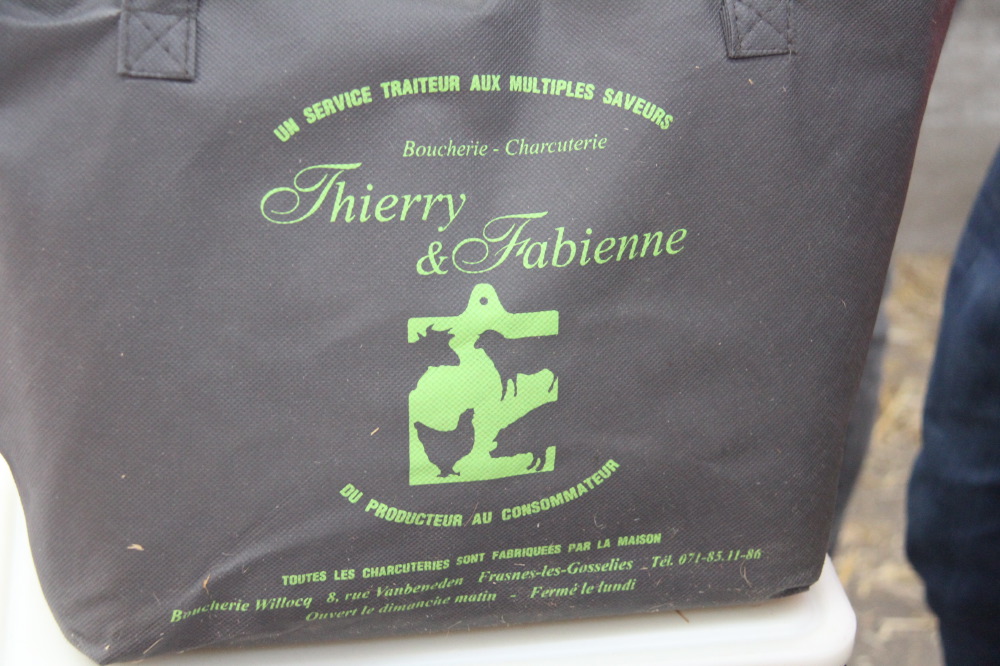 UN SERVICE TRAITEUR AUX MULTIPLES SAVEURS
Boucherie - Charcuterie
Thierry
& Fabienne
DU PRODUCTEUR AU CONSOMMATEUR
TOUTES LES CHARCUTERIES SONT FABRIQUEÉS PAR LA MAISON
Boucherie Willocq 8, rue Vanbeneden Frasnes-les-Gosselies Tél. 071-85.11-86
Ouvert le dimanche matin - Fermé le lundi